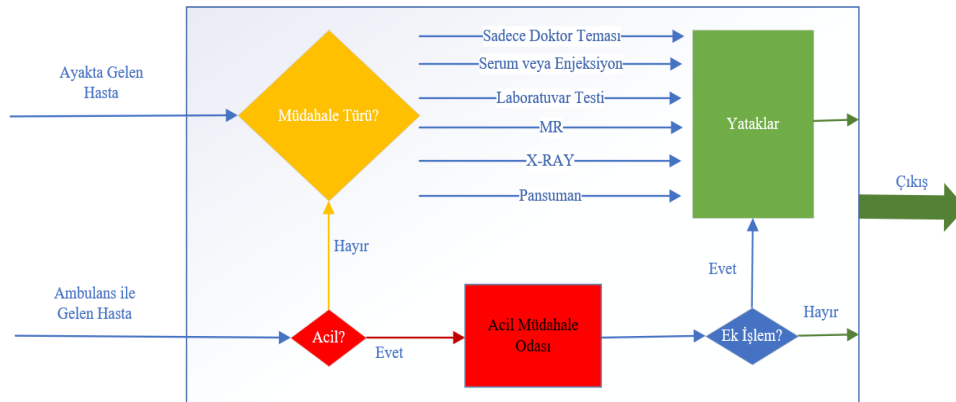 Ayakta Gelen
Hasta
Müdahale Türü?
Sadece Doktor Teması
Serum veya Enjeksiyon
Laboratuvar Testi
MR
X-RAY
Pansuman
Yataklar
Çıkış
Hayır
Evet
Ambulans ile
Gelen Hasta
Acil?
Evet
Acil Müdahale
Odası
Ek İşlem?
Hayır